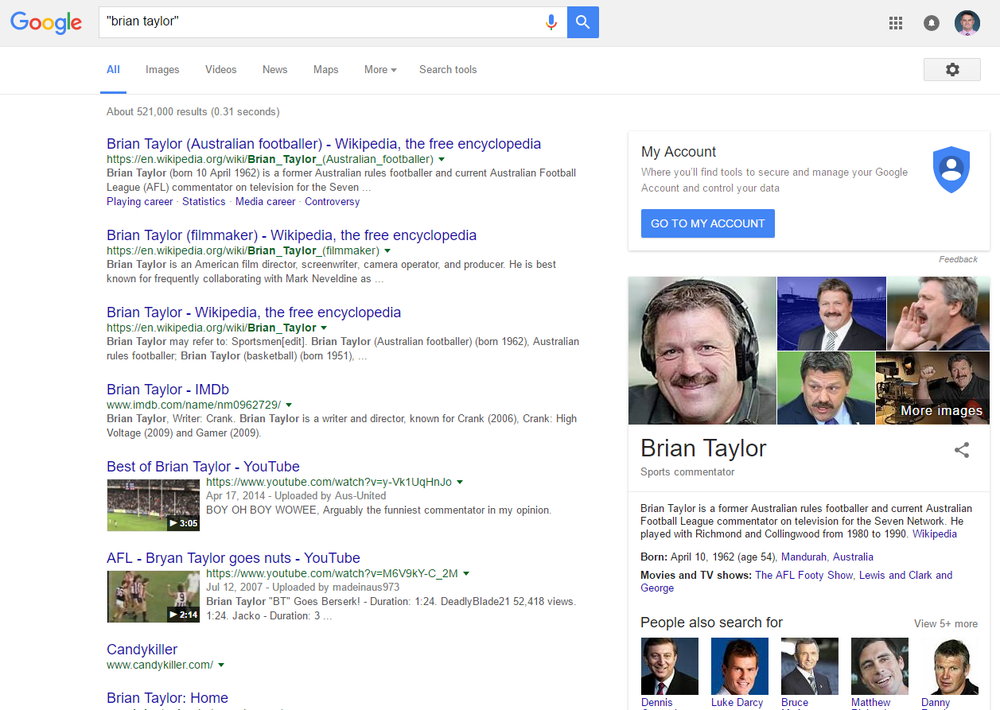 Google
"brian taylor"
All Images Videos News Maps More Search tools
About 521,000 results (0.31 seconds)
Brian Taylor (Australian footballer) - Wikipedia, the free encyclopedia
https://en.wikipedia.org/wiki/Brian_Taylor_(Australian_footballer)
Brian Taylor (born 10 April 1962) is a former Australian rules footballer and current Australian Football
League (AFL) commentator on television for the Seven ...
Playing career · Statistics · Media career · Controversy
Brian Taylor (filmmaker) - Wikipedia, the free encyclopedia
https://en.wikipedia.org/wiki/Brian_Taylor_(filmmaker)
Brian Taylor is an American film director, screenwriter, camera operator, and producer. He is best
known for frequently collaborating with Mark Neveldine as ...
Brian Taylor - Wikipedia, the free encyclopedia
https://en.wikipedia.org/wiki/Brian_Taylor
Brian Taylor may refer to: Sportsmen[edit]. Brian Taylor (Australian footballer) (born 1962), Australian
rules footballer; Brian Taylor (basketball) (born 1951), ...
Brian Taylor - IMDb
www.imdb.com/name/nm0962729/
Brian Taylor, Writer: Crank. Brian Taylor is a writer and director, known for Crank (2006), Crank: High
Voltage (2009) and Gamer (2009).
Best of Brian Taylor - YouTube
https://www.youtube.com/watch?v=y-Vk1UqHnJo
Apr 17, 2014 - Uploaded by Aus-United
BOY OH BOY WOWEE, Arguably the funniest commentator in my opinion.
3:05
AFL - Bryan Taylor goes nuts - YouTube
https://www.youtube.com/watch?v=M6V9kY-C_2M
Jul 12, 2007 - Uploaded by madeinaus973
Brian Taylor "BT" Goes Berserk! - Duration: 1:24. DeadlyBlade21 52,418 views.
1:24. Jacko - Duration: 3 ...
2:14
Candykiller
www.candykiller.com/
Brian Taylor: Home
My Account
Where you'll find tools to secure and manage your Google
Account and control your data
GO TO MY ACCOUNT
Feedback
More images
Brian Taylor
Sports commentator
Brian Taylor is a former Australian rules footballer and current Australian
Football League commentator on television for the Seven Network. He
played with Richmond and Collingwood from 1980 to 1990. Wikipedia
Born: April 10, 1962 (age 54), Mandurah, Australia
Movies and TV shows: The AFL Footy Show, Lewis and Clark and
George
People also search for
View 5+ more
Dennis Luke Darcy Bruce Matthew Danny